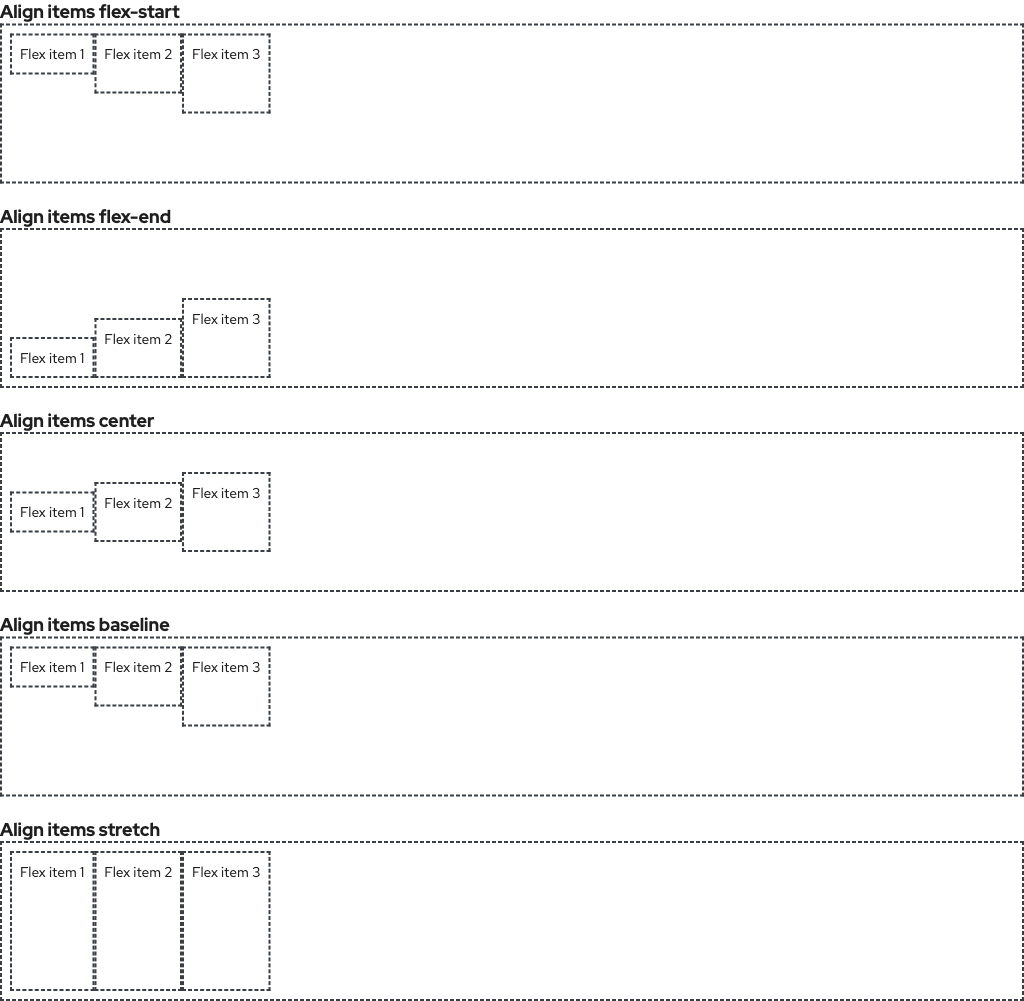 Align items flex-start
Flex item 1 Flex item 2 Flex item 3
Align items flex-end
Flex item 3
Flex item 2
Flex item 1
Align items center
Flex item 3
Flex item 2
Flex item 1
Align items baseline
Flex item 1 Flex item 2 Flex item 3
Align items stretch
Flex item 1 Flex item 2 Flex item 3